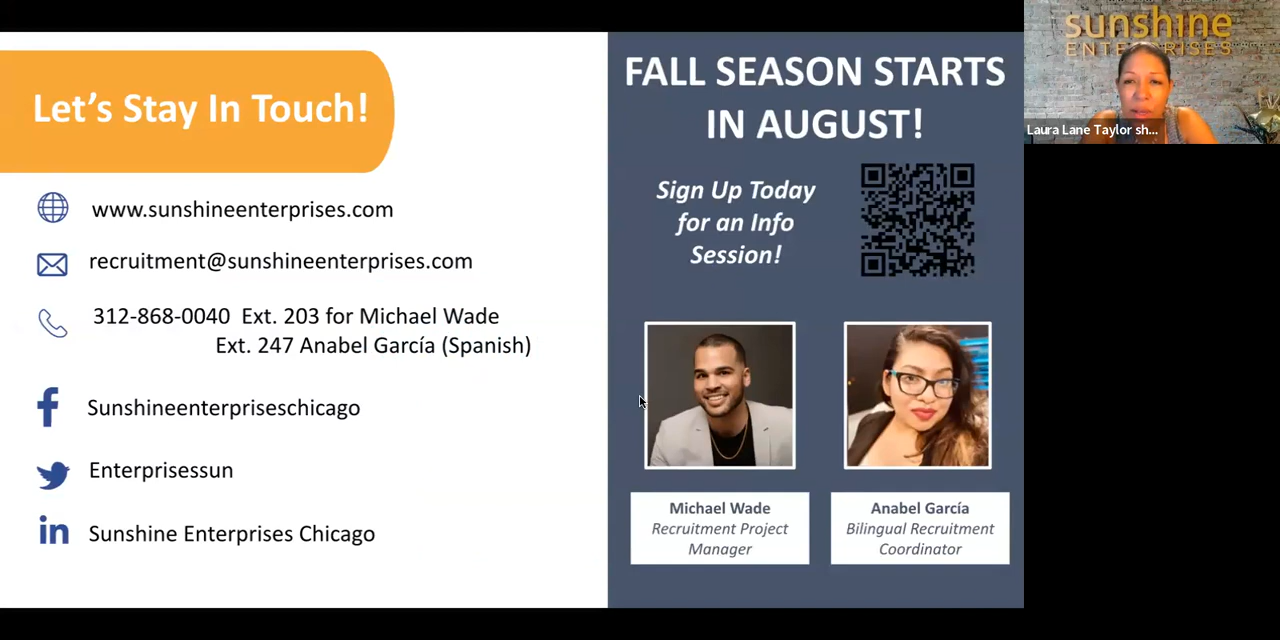 Let's Stay In Touch!
www.sunshineenterprises.com
recruitment@sunshineenterprises.com
312-868-0040 Ext. 203 for Michael Wade
Ext. 247 Anabel García (Spanish)
Sunshineenterpriseschicago
Enterprisessun
Sunshine Enterprises Chicago
FALL SEASON STARTS
IN AUGUST!
Sign Up Today
for an Info
Session!
Michael Wade
Recruitment Project
Manager
Anabel García
Bilingual Recruitment
Coordinator
sunshine
ENTERPRISES
Laura Lane Taylor sh...